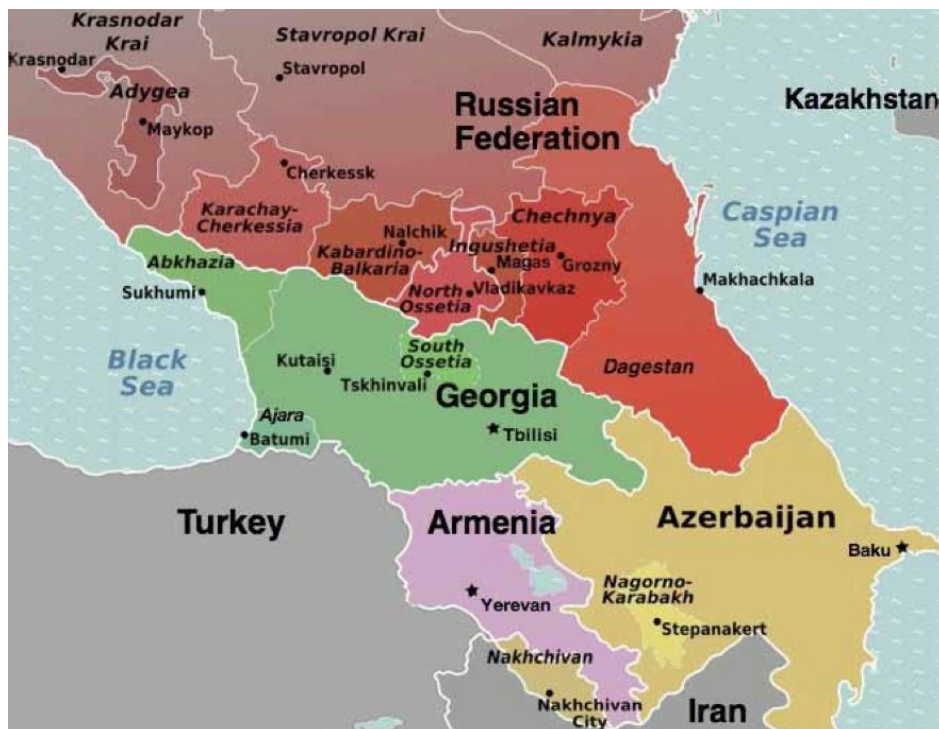 Krasnodar
Krai
Stavropol Krai
Kalmykia
Krasnodar
Stavropol
Adygea
Maykop
Russian
Federation
Kazakhstan
Cherkessk
Karachay-
Cherkessia
Nalchik
Kabardino-
Balkaria
Chechnya
Ingushetia
Magas
Grozny
Caspian
Sea
Abkhazia
Sukhumi
North
Ossetia
Vladikavkaz
Makhachkala
Black
Sea
Kutaisi
South
Ossetia
Tskhinvali
Georgia
Dagestan
Ajara
Batumi
Tbilisi
Turkey
Armenia
Azerbaijan
Baku
Yerevan
Nagorno-
Karabakh
Stepanakert
Nakhchivan
Nakhchivan
City
Iran